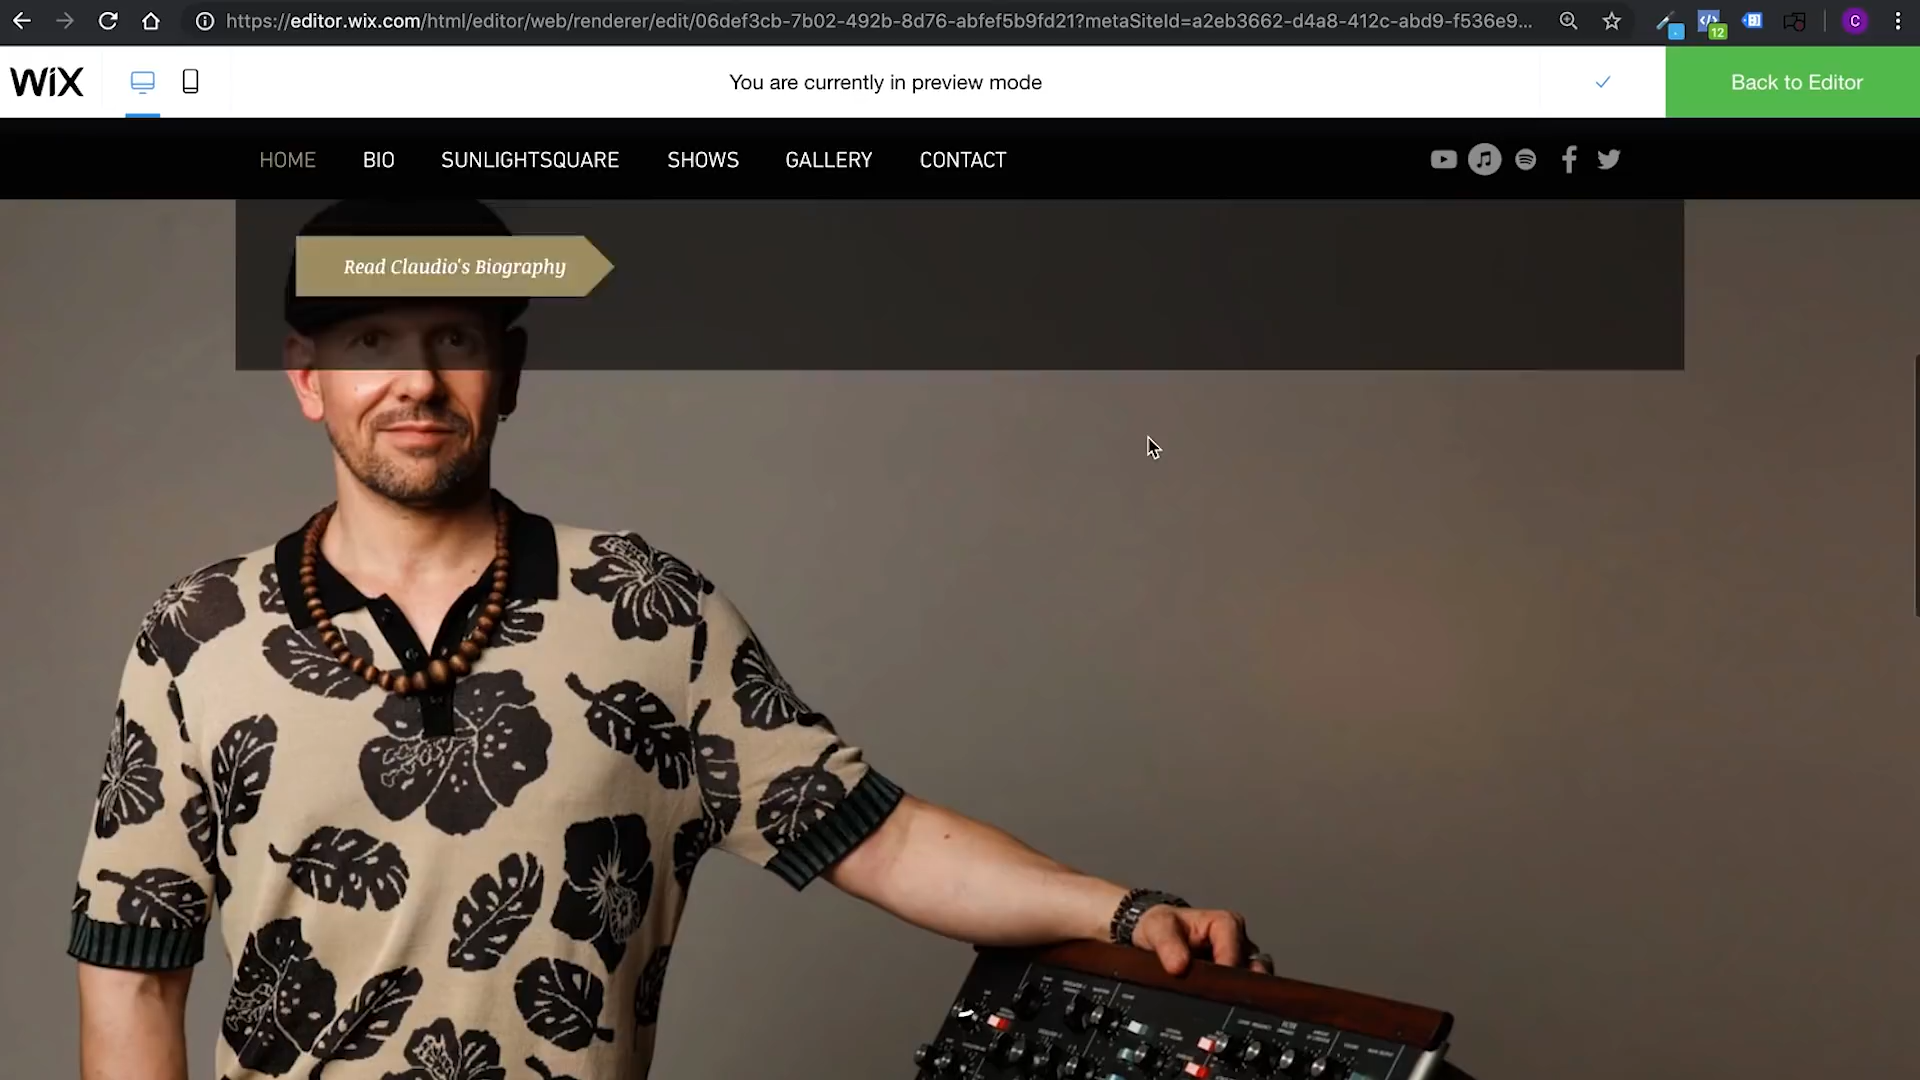 https://editor.wix.com/html/editor/web/renderer/edit/06def3cb-7b02-492b-8d76-abfef5b9fd21?metaSiteId=a2eb3662-d4a8-412c-abd9-f536e9...
12
C
WiX
You are currently in preview mode
Back to Editor
HOME
BIO
SUNLIGHTSQUARE
SHOWS
GALLERY
CONTACT
Read Claudio's Biography